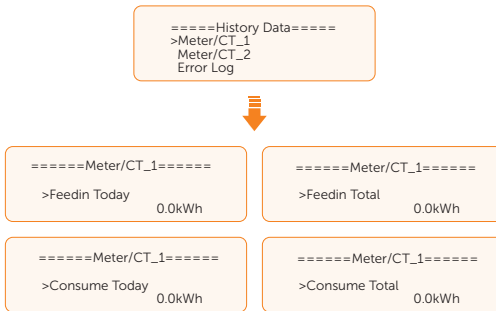 =====History Data=====
>Meter/CT_1
Meter/CT_2
Error Log
======Meter/CT_1======
>Feedin Today
0.0kWh
======Meter/CT_1======
>Feedin Total
0.0kWh
======Meter/CT_1======
>Consume Today
0.0kWh
======Meter/CT_1======
>Consume Total
0.0kWh